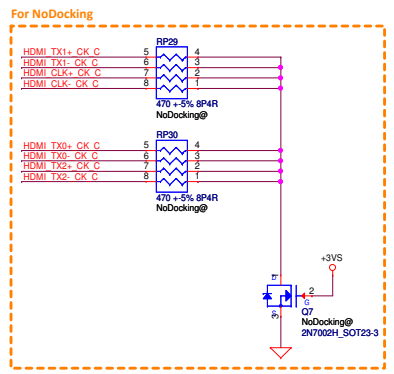 For NoDocking
RP29
HDMI_TX1+_CK_C 5 4
HDMI_TX1-_CK_C 6 3
HDMI_CLK+_CK_C 7 2
HDMI_CLK-_CK_C 8 1
470 +-5% 8P4R
NoDocking@
RP30
HDMI_TX0+_CK_C 5 4
HDMI_TX0-_CK_C 6 3
HDMI_TX2+_CK_C 7 2
HDMI_TX2-_CK_C 8 1
470 +-5% 8P4R
NoDocking@
+3VS
D
2
G
S
3
Q7
NoDocking@
2N7002H_SOT23-3